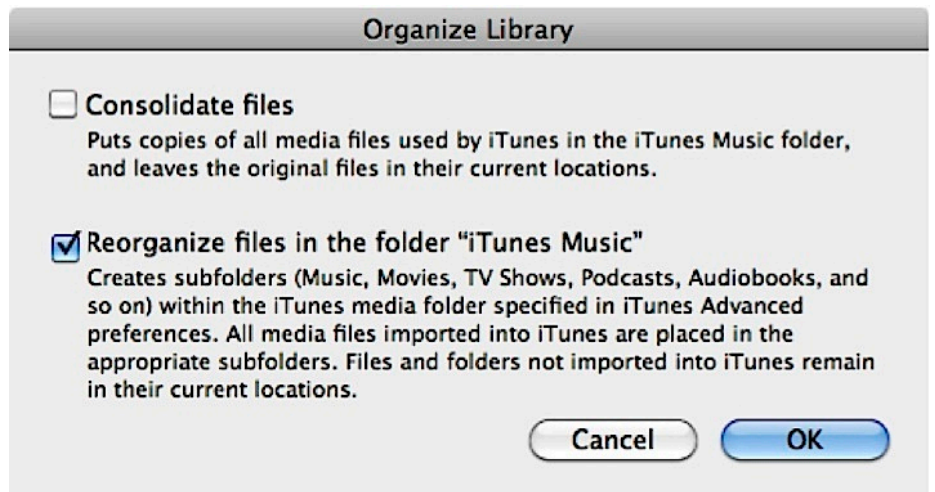 Organize Library
Consolidate files
Puts copies of all media files used by iTunes in the iTunes Music folder,
and leaves the original files in their current locations.
Reorganize files in the folder “iTunes Music”
Creates subfolders (Music, Movies, TV Shows, Podcasts, Audiobooks, and
so on) within the iTunes media folder specified in iTunes Advanced
preferences. All media files imported into iTunes are placed in the
appropriate subfolders. Files and folders not imported into iTunes remain
in their current locations.
Cancel OK